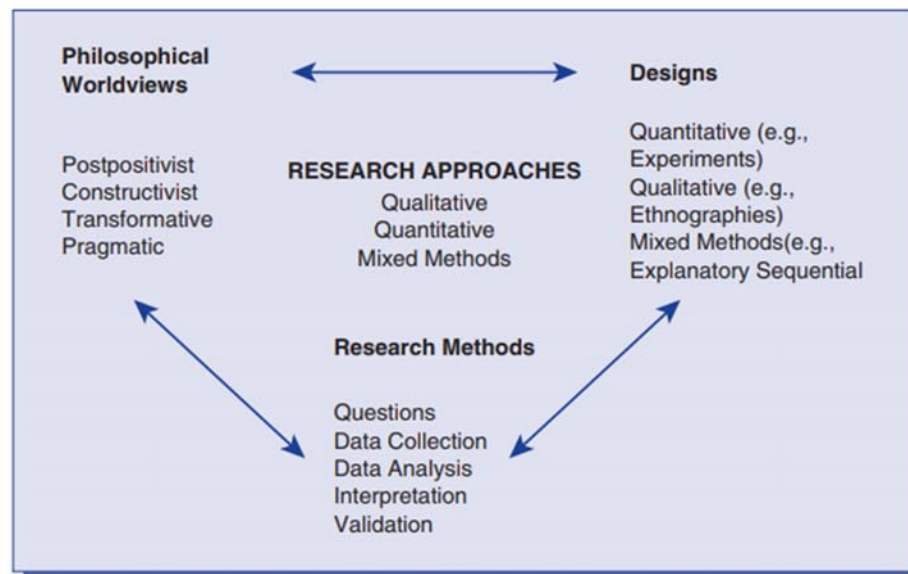 Philosophical
Worldviews
Postpositivist
Constructivist
Transformative
Pragmatic
RESEARCH APPROACHES
Qualitative
Quantitative
Mixed Methods
Designs
Quantitative (e.g.,
Experiments)
Qualitative (e.g.,
Ethnographies)
Mixed Methods(e.g.,
Explanatory Sequential
Research Methods
Questions
Data Collection
Data Analysis
Interpretation
Validation